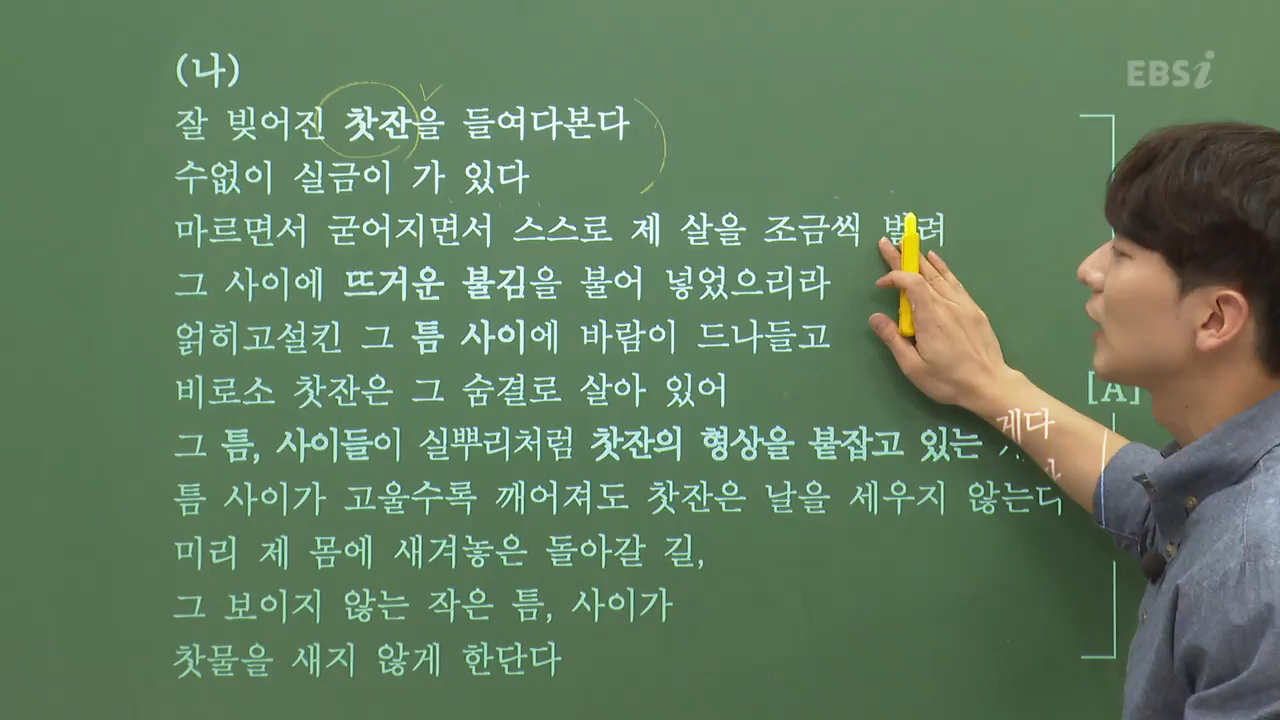 (나)
EBSi
잘 빚어진 찻잔을 들여다본다
수없이 실금이 가 있다
마르면서 굳어지면서 스스로 제 살을 조금씩 벌려
그 사이에 뜨거운 불김을 불어 넣었으리라
얽히고설킨 그 틈 사이에 바람이 드나들고
비로소 찻잔은 그 숨결로 살아 있어
[A]
그 틈, 사이들이 실뿌리처럼 찻잔의 형상을 붙잡고 있는 게다
틈 사이가 고울수록 깨어져도 찻잔은 날을 세우지 않는다
미리 제 몸에 새겨놓은 돌아갈 길,
그 보이지 않는 작은 틈, 사이가
찻물을 새지 않게 한단다